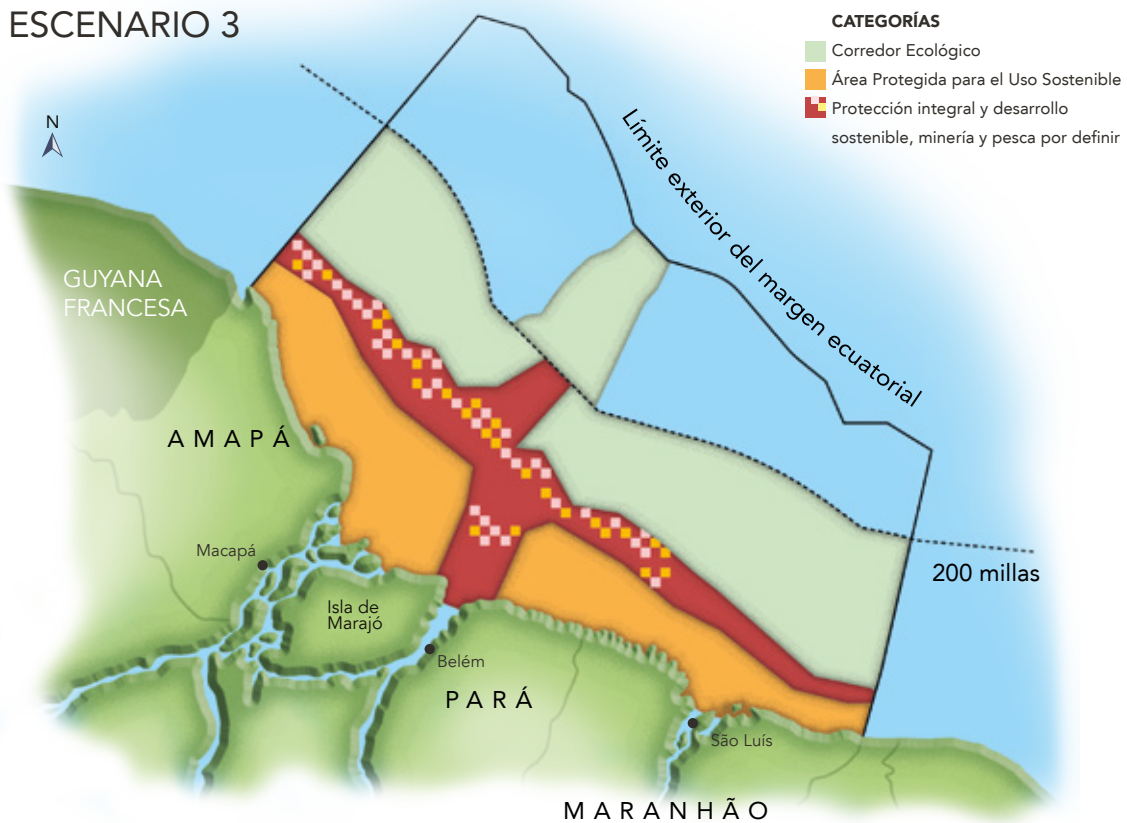 ESCENARIO 3
CATEGORÍAS
Corredor Ecológico
Área Protegida para el Uso Sostenible
Protección integral y desarrollo
sostenible, minería y pesca por definir
N
Límite exterior del margen ecuatorial
GUYANA
FRANCESA
AMAPÁ
Macapá
200 millas
Isla de
Marajó
Belém
PARÁ
São Luís
MARANHÃO